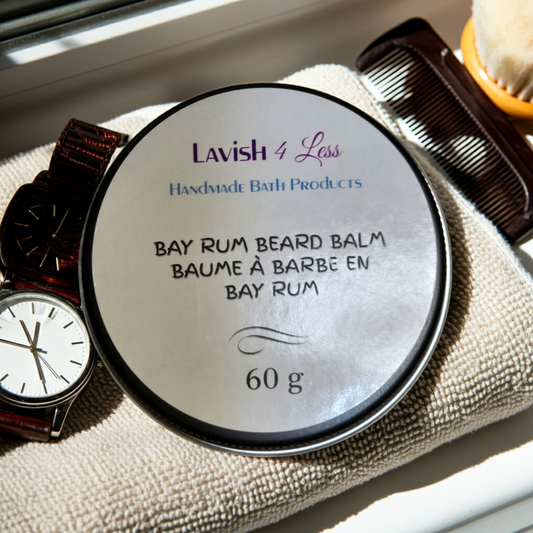 LAVISH 4 Less
HANDMADE BATH PRODUCTS
BAY RUM BEARD BALM
BAUME À BARBE EN
BAY RUM
60 g